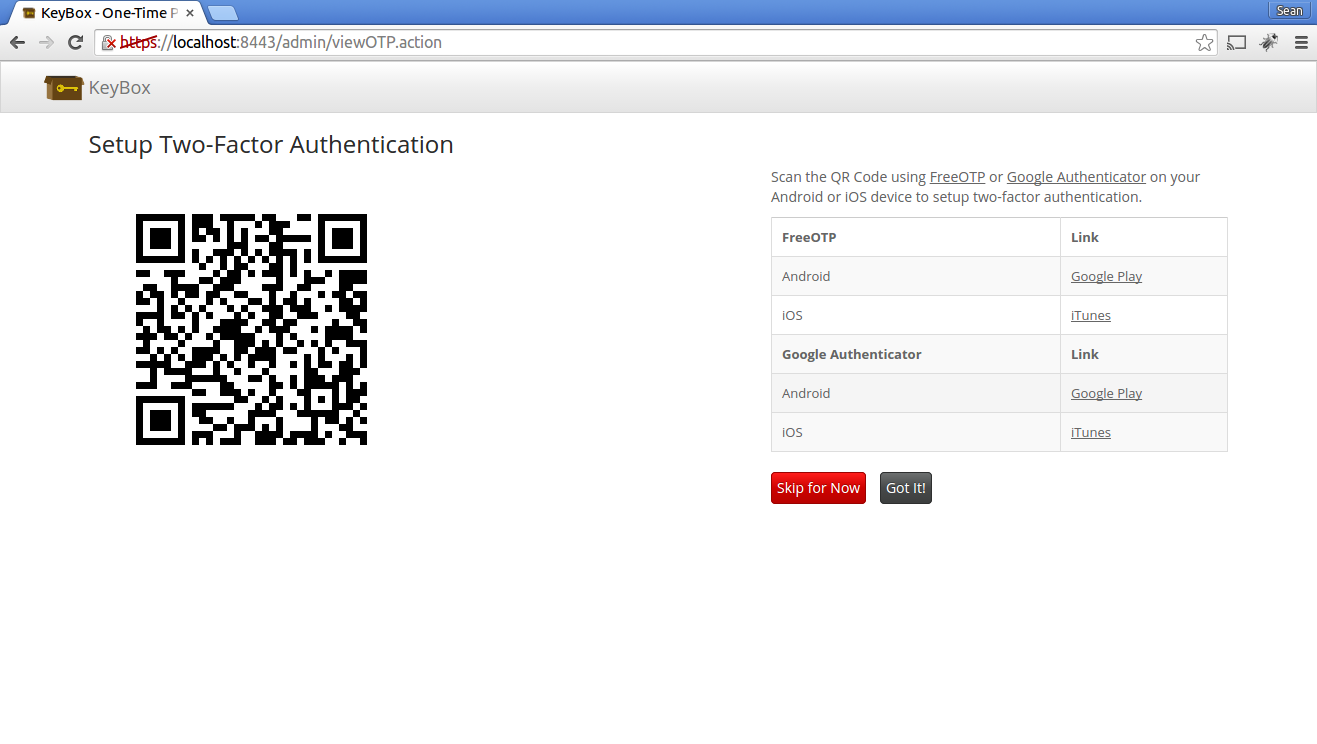 KeyBox - One-Time P
Sean
https://localhost:8443/admin/viewOTP.action
KeyBox
Setup Two-Factor Authentication
Scan the QR Code using FreeOTP or Google Authenticator on your
Android or iOS device to setup two-factor authentication.
FreeOTP Link
Android Google Play
iOS iTunes
Google Authenticator Link
Android Google Play
iOS iTunes
Skip for Now Got It!